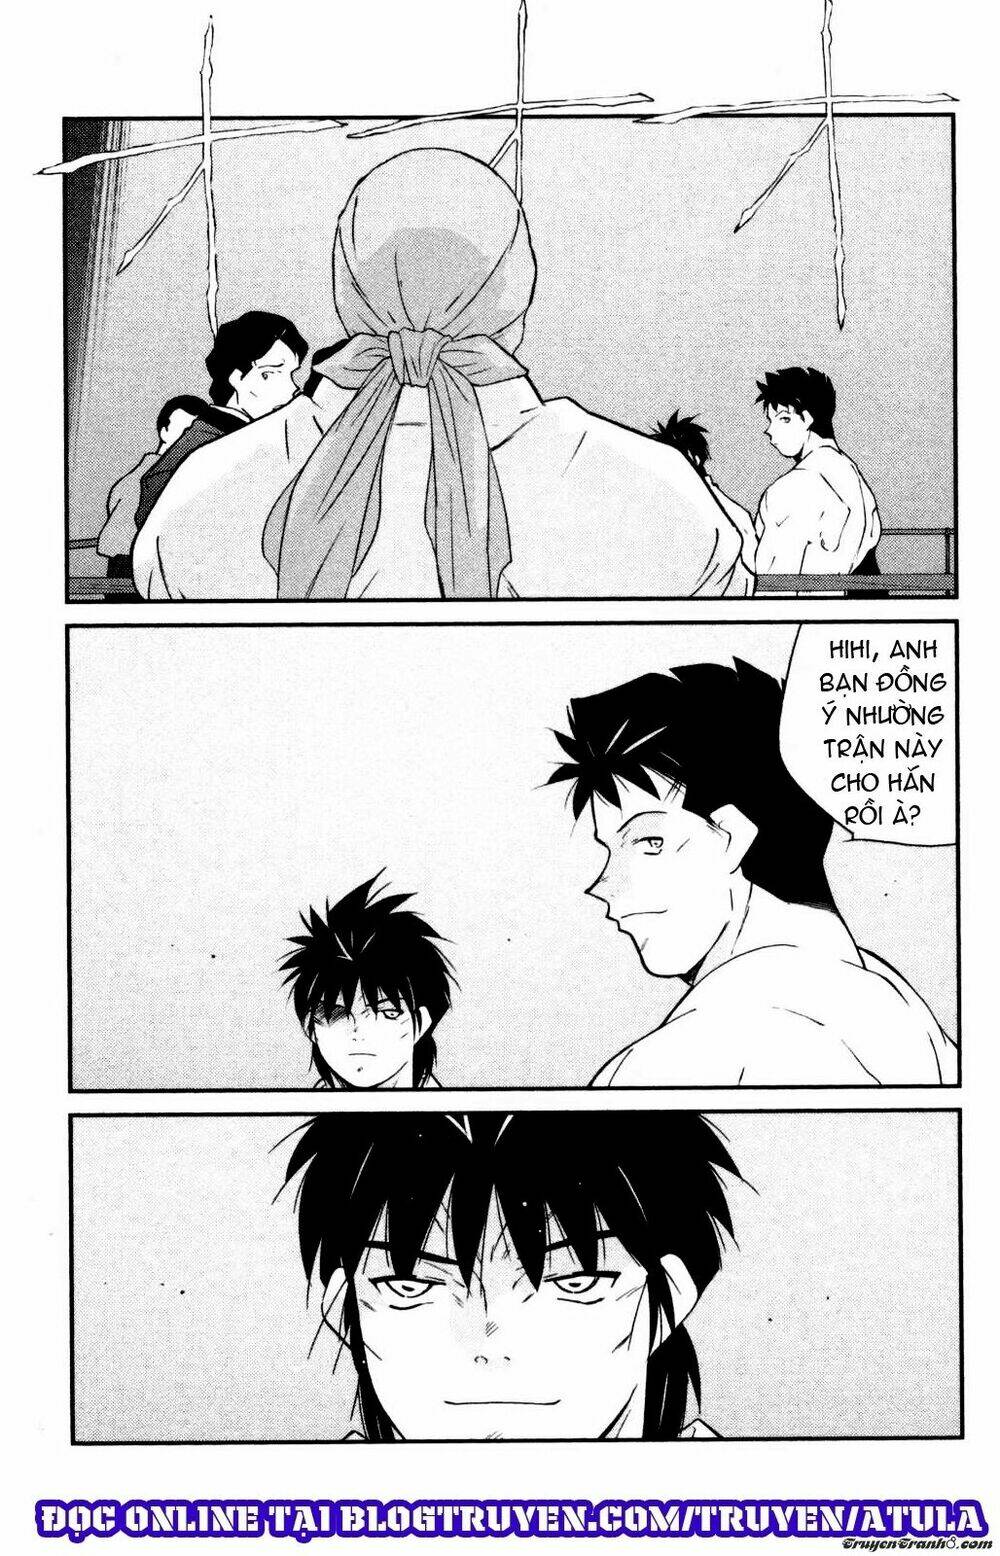 HIHI, ANH
BẠN ĐỒNG
Ý NHƯỜNG
TRẬN NÀY
CHO HẮN
RỒI À?
ĐỌC ONLINE TẠI BLOGTRUYEN.COM/TRUYEN/ATULA
TruyenTranh8.com